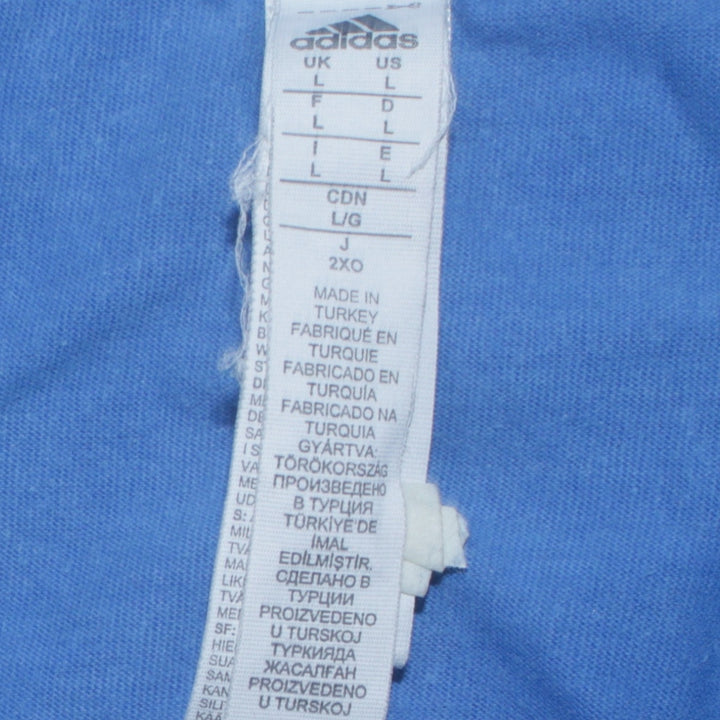 adidas
UK US
L L
F D
L L
I E
L L
CDN
L/G
J
2XO
MADE IN
TURKEY
FABRIQUÉ EN
TURQUIE
FABRICADO EN
TURQUÍA
FABRICADO NA
TURQUIA
GYÁRTVA:
TÖRÖKORSZÁG
ПРОИЗВЕДЕНО
В ТУРЦИЯ
TÜRKİYE'DE
İMAL
EDİLMİŞTİR.
СДЕЛАНО В
ТУРЦИИ
PROIZVEDENO
U TURSKOJ
ТҮРКИЯДА
ЖАСАЛҒАН
PROIZVEDENO
U TURSKOJ